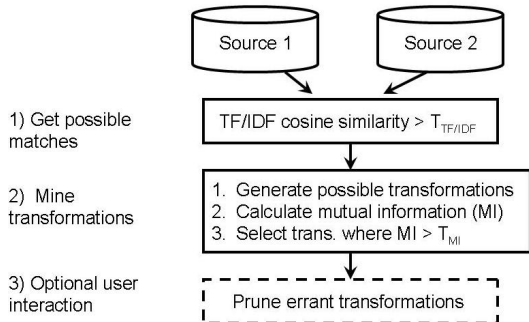 Source 1
Source 2
1) Get possible
matches
TF/IDF cosine similarity > T_TF/IDF
2) Mine
transformations
1. Generate possible transformations
2. Calculate mutual information (MI)
3. Select trans. where MI > T_MI
3) Optional user
interaction
Prune errant transformations